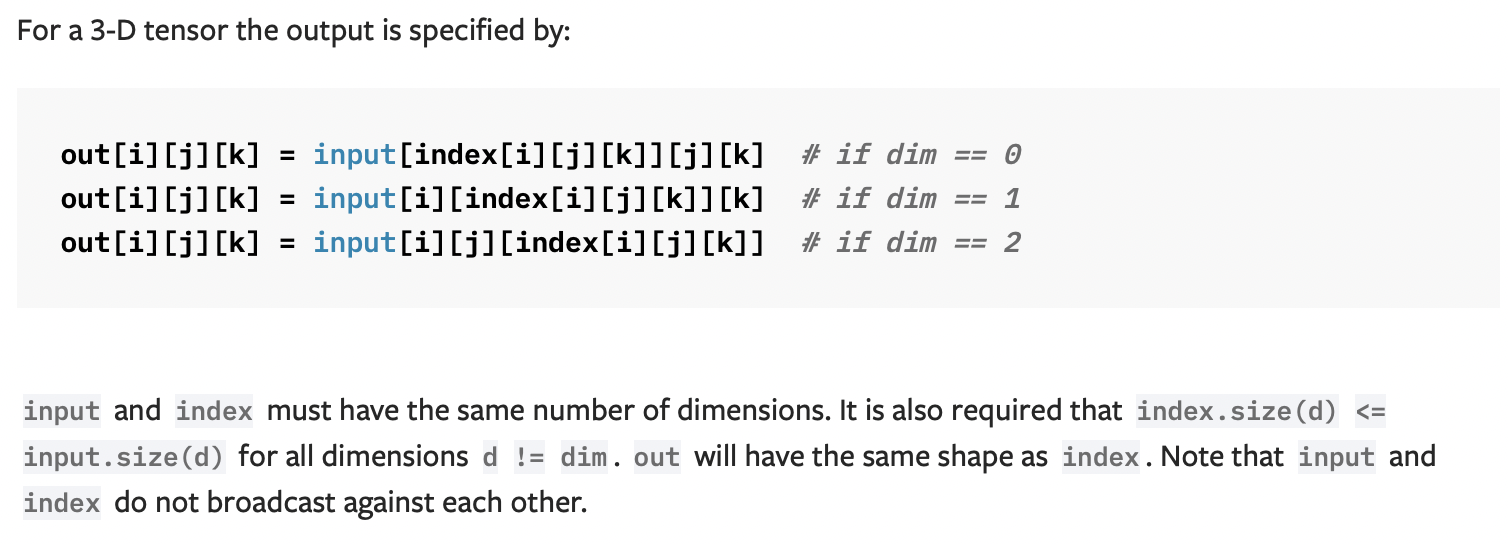 For a 3-D tensor the output is specified by:
out[i][j][k] = input[index[i][j][k]][j][k]  # if dim == 0
out[i][j][k] = input[i][index[i][j][k]][k]  # if dim == 1
out[i][j][k] = input[i][j][index[i][j][k]]  # if dim == 2
input and index must have the same number of dimensions. It is also required that index.size(d) <=
input.size(d) for all dimensions d != dim. out will have the same shape as index. Note that input and
index do not broadcast against each other.